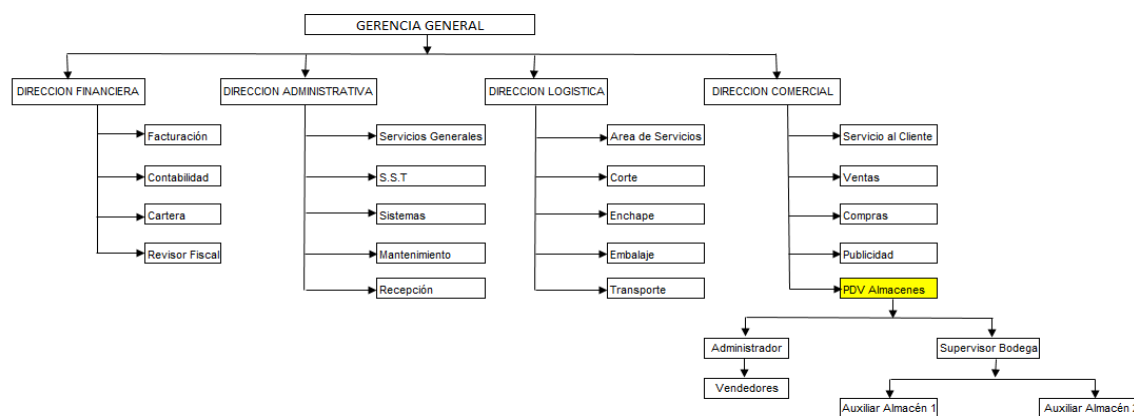 GERENCIA GENERAL
DIRECCION FINANCIERA
DIRECCION ADMINISTRATIVA
DIRECCION LOGISTICA
DIRECCION COMERCIAL
Facturación
Servicios Generales
Area de Servicios
Servicio al Cliente
Contabilidad
S.S.T
Corte
Ventas
Cartera
Sistemas
Enchape
Compras
Revisor Fiscal
Mantenimiento
Embalaje
Publicidad
Recepción
Transporte
PDV Almacenes
Administrador
Supervisor Bodega
Vendedores
Auxiliar Almacén 1
Auxiliar Almacén